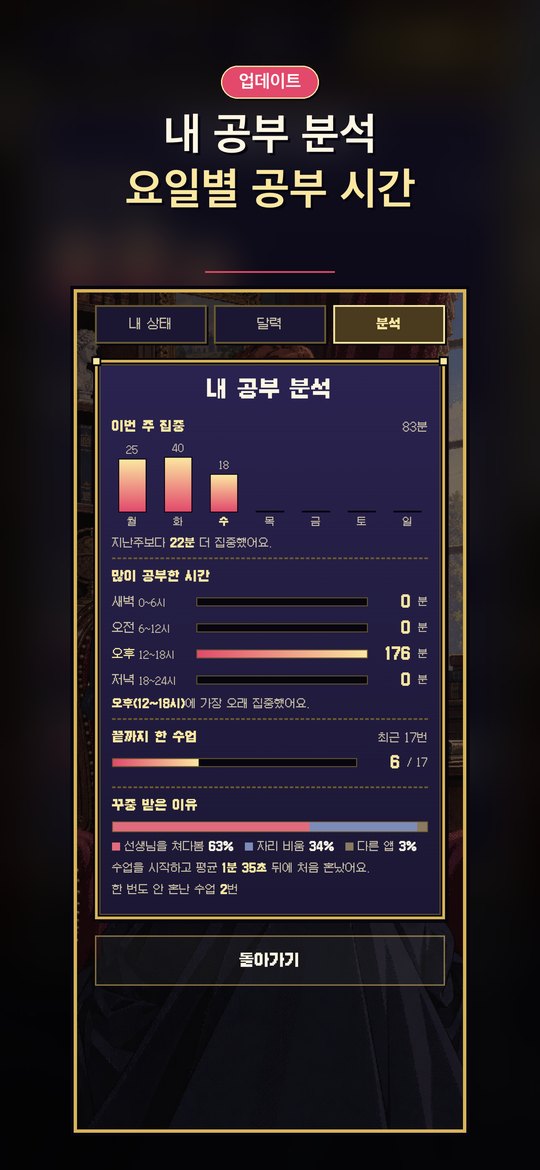 업데이트
내 공부 분석
요일별 공부 시간
내 상태 달력 분석
내 공부 분석
이번 주 집중 83분
25 40 18
월 화 수 목 금 토 일
지난주보다 22분 더 집중했어요.
많이 공부한 시간
새벽 0~6시 0 분
오전 6~12시 0 분
오후 12~18시 176 분
저녁 18~24시 0 분
오후(12~18시)에 가장 오래 집중했어요.
끝까지 한 수업 최근 17번
6 / 17
꾸중 받은 이유
선생님을 쳐다봄 63% 자리 비움 34% 다른 앱 3%
수업을 시작하고 평균 1분 35초 뒤에 처음 혼났어요.
한 번도 안 혼난 수업 2번
돌아가기